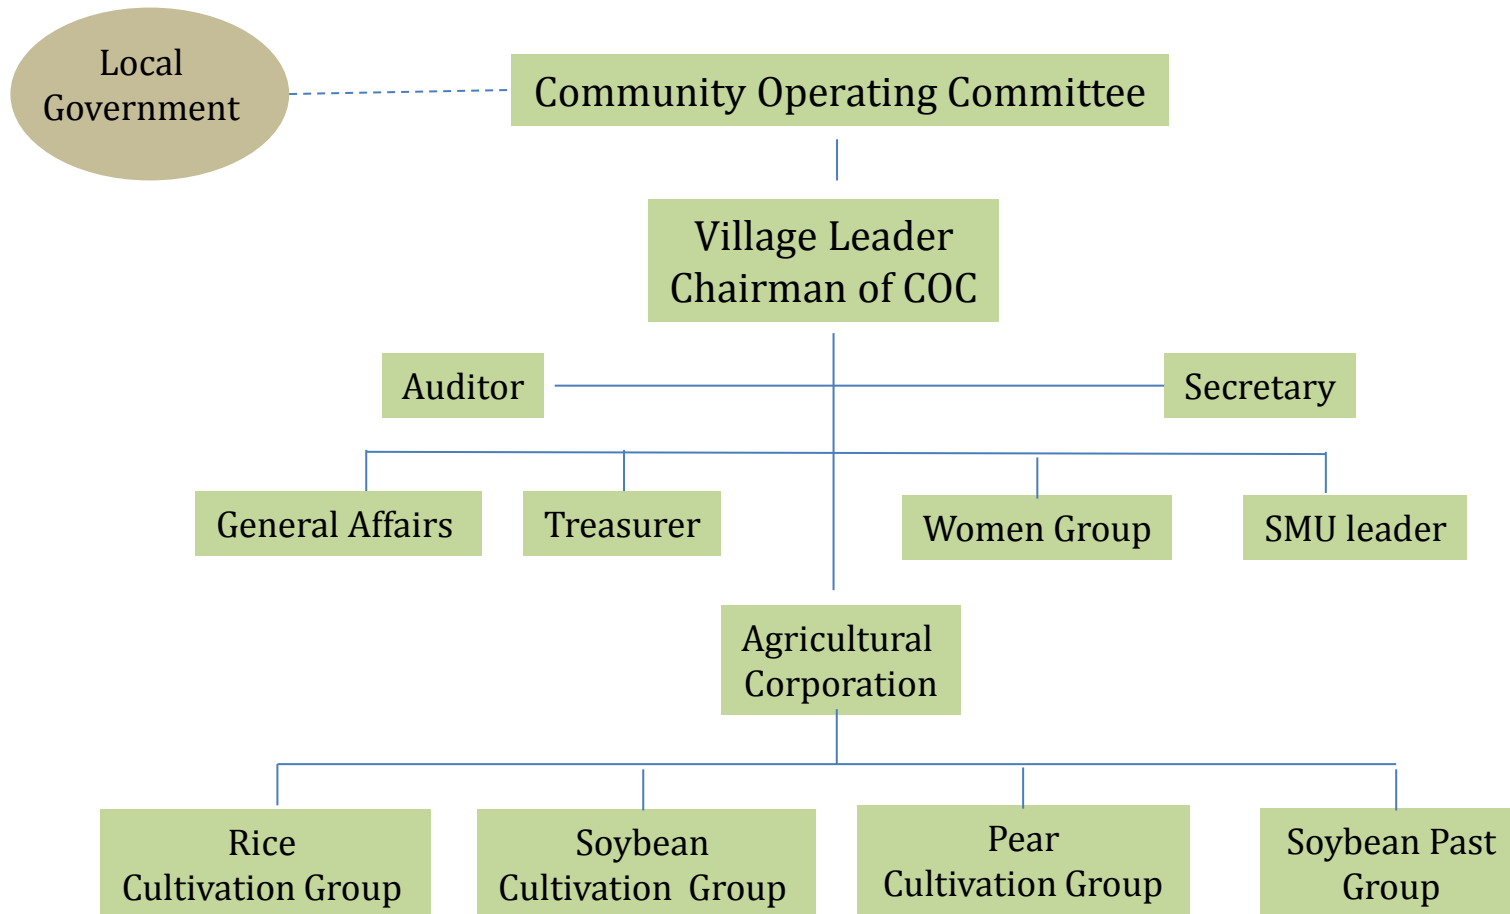 Local
Government
Community Operating Committee
Village Leader
Chairman of COC
Auditor
Secretary
General Affairs
Treasurer
Women Group
SMU leader
Agricultural
Corporation
Rice
Cultivation Group
Soybean
Cultivation Group
Pear
Cultivation Group
Soybean Past
Group